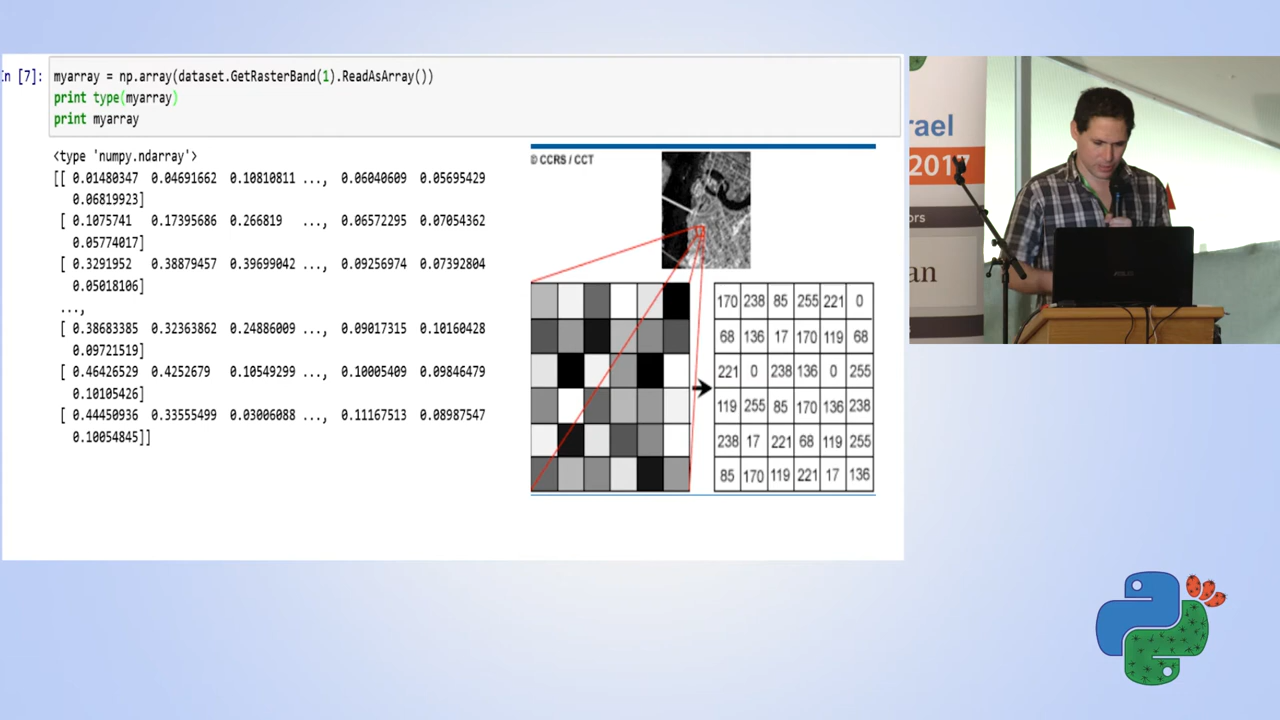 n [7]:
myarray = np.array(dataset.GetRasterBand(1).ReadAsArray())
print type(myarray)
print myarray
<type 'numpy.ndarray'>
[[ 0.01480347 0.04691662 0.10810811 ..., 0.06040609 0.05695429
0.06819923]
[ 0.1075741 0.17395686 0.266819 ..., 0.06572295 0.07054362
0.05774017]
[ 0.3291952 0.38879457 0.39699042 ..., 0.09256974 0.07392804
0.05018106]
...,
[ 0.38683385 0.32363862 0.24886009 ..., 0.09017315 0.10160428
0.09721519]
[ 0.46426529 0.4252679 0.10549299 ..., 0.10005409 0.09846479
0.10105426]
[ 0.44450936 0.33555499 0.03006088 ..., 0.11167513 0.08987547
0.10054845]]
© CCRS / CCT
170 238 85 255 221 0
68 136 17 170 119 68
221 0 238 136 0 255
119 255 85 170 136 238
238 17 221 68 119 255
85 170 119 221 17 136
rael
2017
ors
an
ASUS